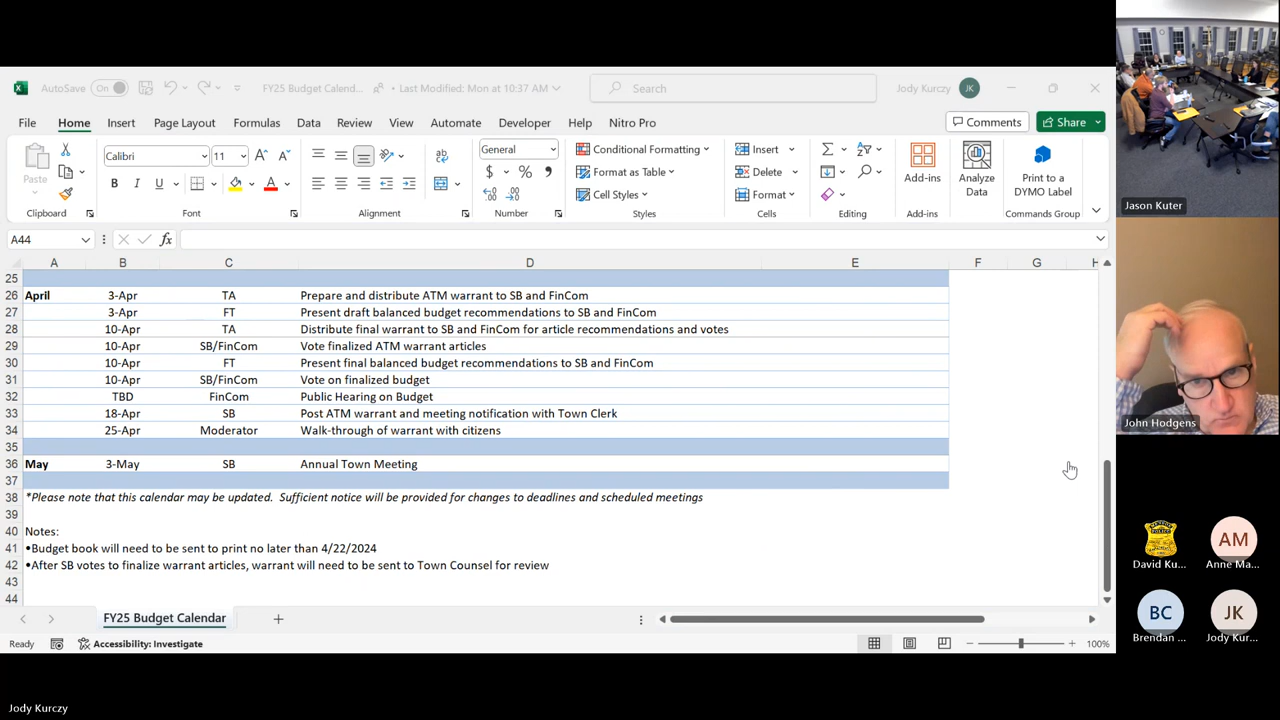 AutoSave On FY25 Budget Calend... • Last Modified: Mon at 10:37 AM Search Jody Kurczy JK
File Home Insert Page Layout Formulas Data Review View Automate Developer Help Nitro Pro Comments Share
Paste Calibri 11 General Conditional Formatting Insert
B I U $ % Format as Table Delete Add-ins Analyze Data Print to a DYMO Label
Cell Styles Format
Clipboard Font Alignment Number Styles Cells Editing Add-ins Commands Group
A44 fx
A B C D E F G H
25
26 April 3-Apr TA Prepare and distribute ATM warrant to SB and FinCom
27 3-Apr FT Present draft balanced budget recommendations to SB and FinCom
28 10-Apr TA Distribute final warrant to SB and FinCom for article recommendations and votes
29 10-Apr SB/FinCom Vote finalized ATM warrant articles
30 10-Apr FT Present final balanced budget recommendations to SB and FinCom
31 10-Apr SB/FinCom Vote on finalized budget
32 TBD FinCom Public Hearing on Budget
33 18-Apr SB Post ATM warrant and meeting notification with Town Clerk
34 25-Apr Moderator Walk-through of warrant with citizens
35
36 May 3-May SB Annual Town Meeting
37
38 *Please note that this calendar may be updated. Sufficient notice will be provided for changes to deadlines and scheduled meetings
39
40 Notes:
41 •Budget book will need to be sent to print no later than 4/22/2024
42 •After SB votes to finalize warrant articles, warrant will need to be sent to Town Counsel for review
43
44
FY25 Budget Calendar
Ready Accessibility: Investigate 100%
Jody Kurczy
Jason Kuter
John Hodgens
David Ku...
AM
Anne Ma...
BC
Brendan ...
JK
Jody Kur...